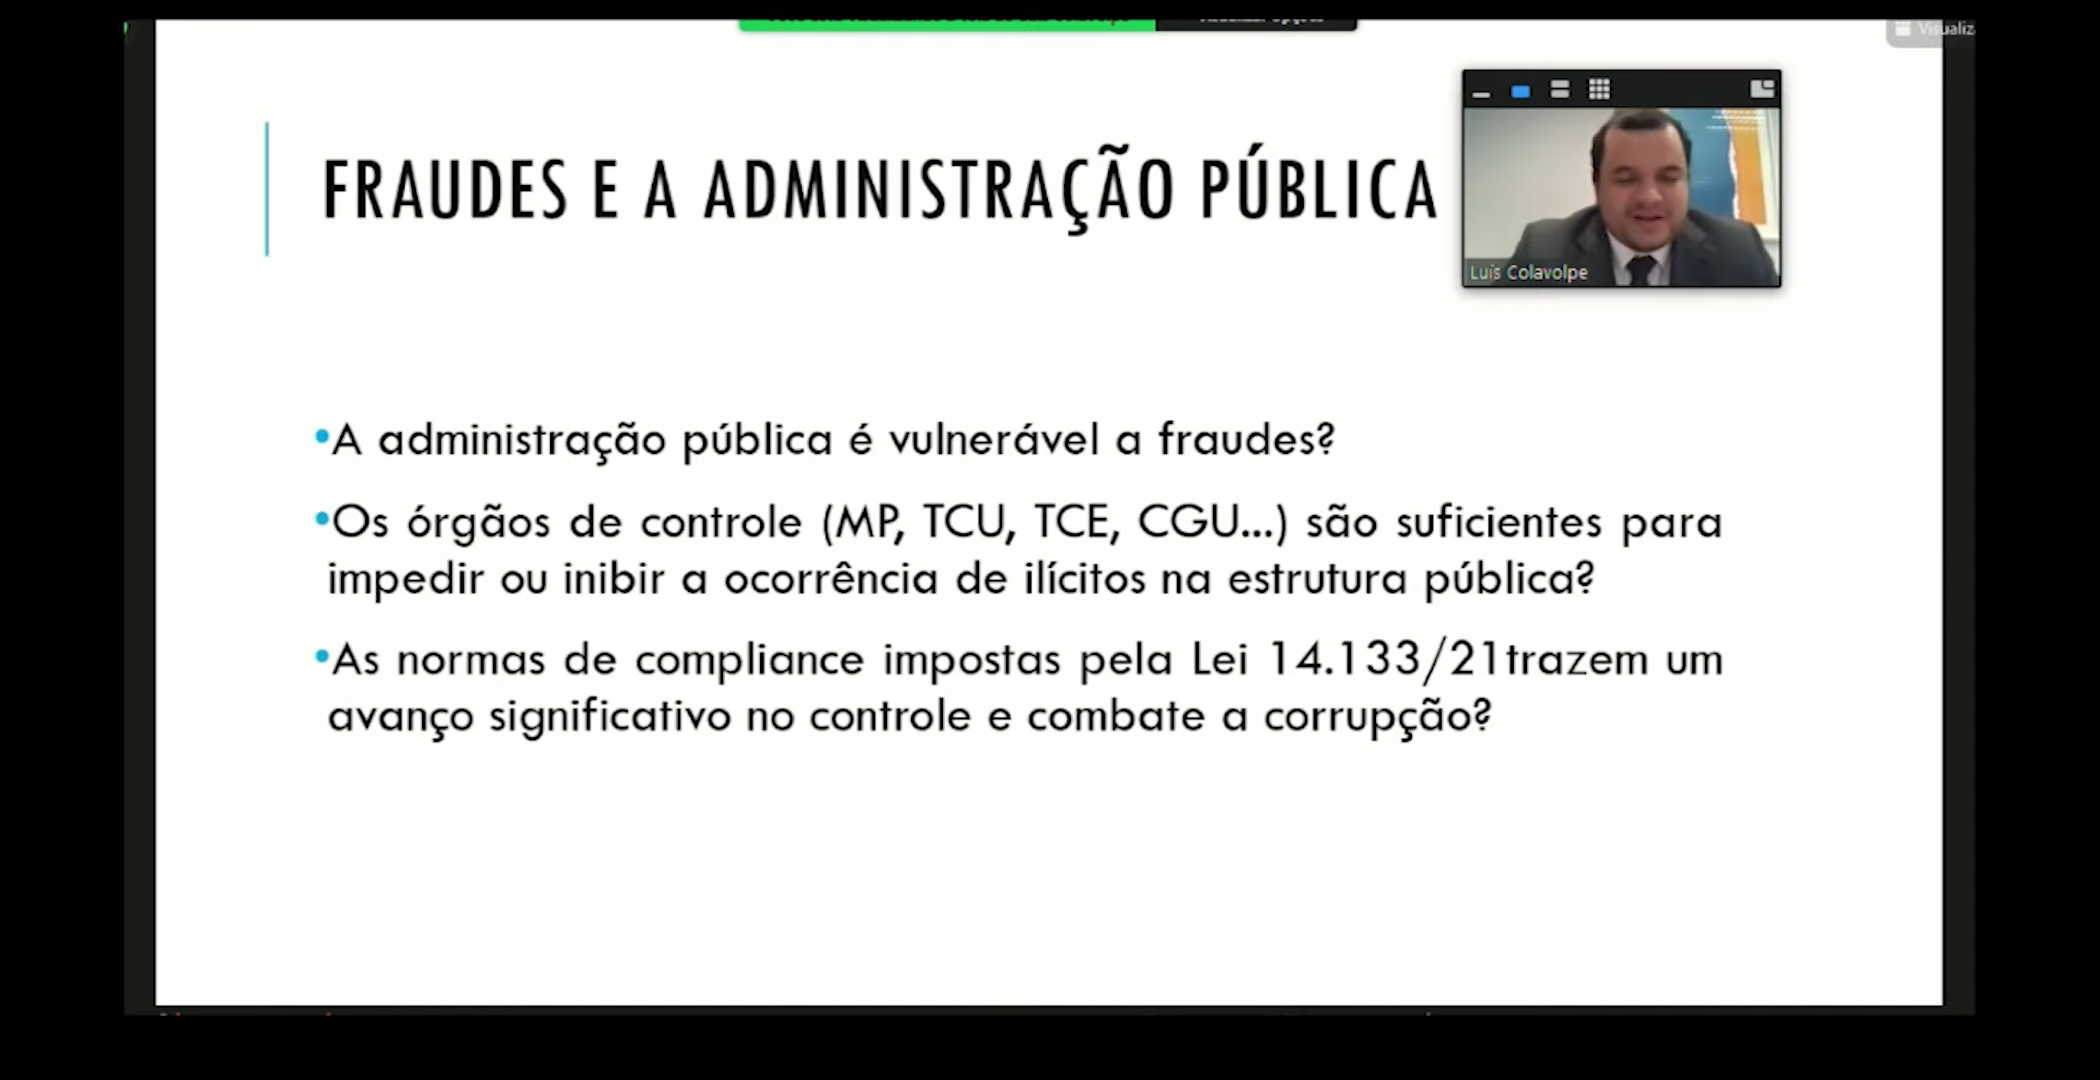 Visualiz
FRAUDES E A ADMINISTRAÇÃO PÚBLICA
Luís Colavolpe
•A administração pública é vulnerável a fraudes?
•Os órgãos de controle (MP, TCU, TCE, CGU...) são suficientes para
impedir ou inibir a ocorrência de ilícitos na estrutura pública?
•As normas de compliance impostas pela Lei 14.133/21trazem um
avanço significativo no controle e combate a corrupção?